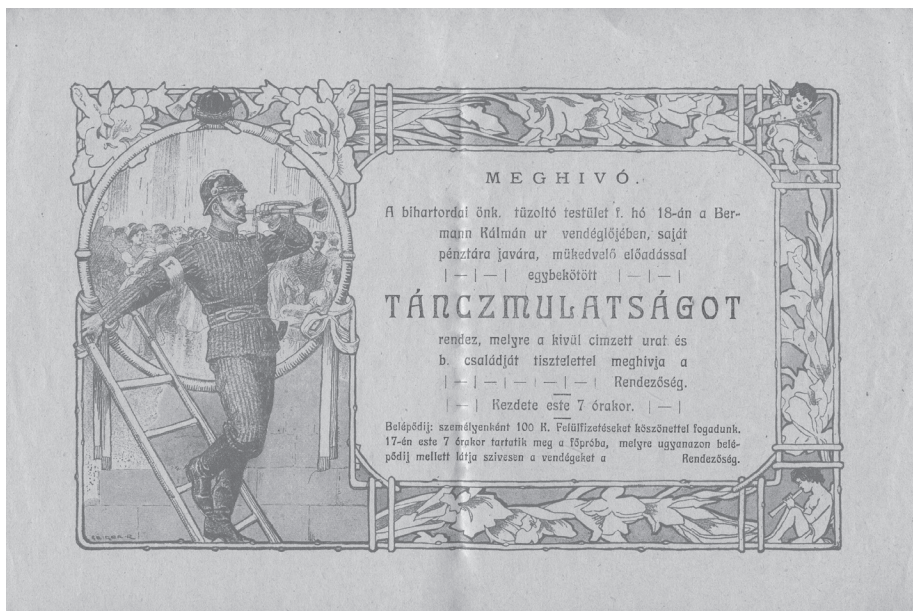 MEGHIVÓ.
A bihartordai önk. tüzoltó testület f. hó 18-án a Ber-
mann Kálmán ur vendéglőjében, saját
pénztára javára, mükedvelő előadással
| — | — | egybekötött | — | — |
TÁNCZMULATSÁGOT
rendez, melyre a kivül cimzett urat és
b. családját tisztelettel meghivja a
| — | — | — | — | — | Rendezőség.
| — | Kezdete este 7 órakor. | — |
Belépődij: személyenként 100 K. Felülfizetéseket köszönettel fogadunk.
17-én este 7 órakor tartatik meg a főpróba, melyre ugyanazon belé-
pődij mellett látja szivesen a vendégeket a Rendezőség.